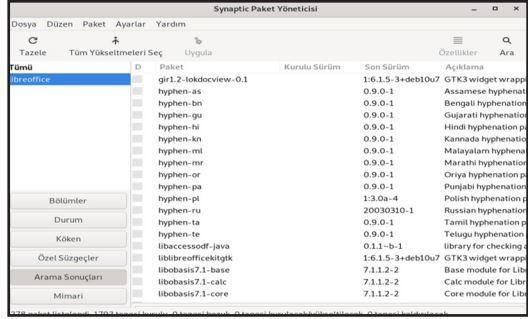 Synaptic Paket Yöneticisi
Dosya Düzen Paket Ayarlar Yardım
Tazele Tüm Yükseltmeleri Seç Uygula Özellikler Ara
Tümü D Paket Kurulu Sürüm Son Sürüm Açıklama
libreoffice gir1.2-lokdocview-0.1 1:6.1.5-3+deb10u7 GTK3 widget wrappi
hyphen-as 0.9.0-1 Assamese hyphenat
hyphen-bn 0.9.0-1 Bengali hyphenation
hyphen-gu 0.9.0-1 Gujarati hyphenation
hyphen-hi 0.9.0-1 Hindi hyphenation pa
hyphen-kn 0.9.0-1 Kannada hyphenatio
hyphen-ml 0.9.0-1 Malayalam hyphena
hyphen-mr 0.9.0-1 Marathi hyphenation
hyphen-or 0.9.0-1 Oriya hyphenation p
hyphen-pa 0.9.0-1 Punjabi hyphenation
Bölümler hyphen-pl 1:3.0a-4 Polish hyphenation p
hyphen-ru 20030310-1 Russian hyphenation
Durum hyphen-ta 0.9.0-1 Tamil hyphenation p
Köken hyphen-te 0.9.0-1 Telugu hyphenation
libaccessodf-java 0.1.1~b-1 library for checking a
Özel Süzgeçler liblibreofficekitgtk 1:6.1.5-3+deb10u7 GTK3 widget wrappi
Arama Sonuçları libobasis7.1-base 7.1.1.2-2 Base module for Libr
libobasis7.1-calc 7.1.1.2-2 Calc module for Libr
Mimari libobasis7.1-core 7.1.1.2-2 Core module for Libr